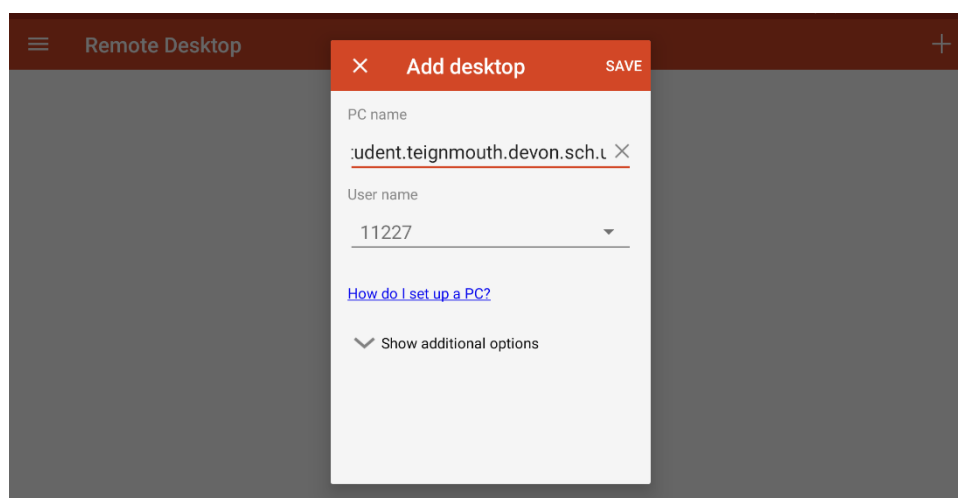 Remote Desktop
Add desktop
SAVE
PC name
tudent.teignmouth.devon.sch.u
User name
11227
How do I set up a PC?
Show additional options